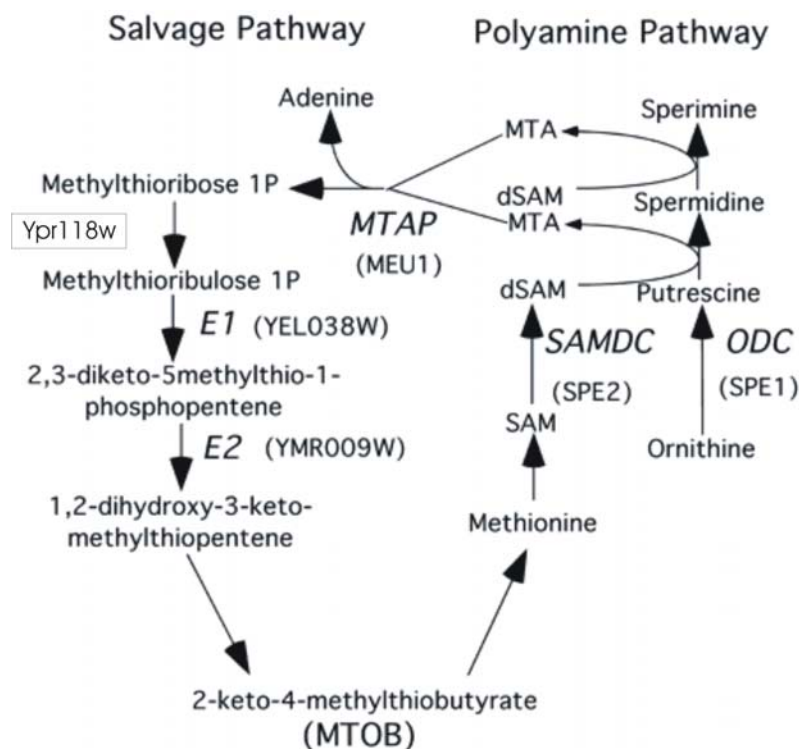 Salvage Pathway
Polyamine Pathway
Adenine
MTA
Sperimine
Methylthioribose 1P
dSAM
Spermidine
MTAP
MTA
Ypr118w
(MEU1)
Methylthioribulose 1P
dSAM
Putrescine
E1 (YEL038W)
SAMDC
ODC
2,3-diketo-5methylthio-1-
phosphopentene
(SPE2)
(SPE1)
SAM
E2 (YMR009W)
Ornithine
1,2-dihydroxy-3-keto-
methylthiopentene
Methionine
2-keto-4-methylthiobutyrate
(MTOB)